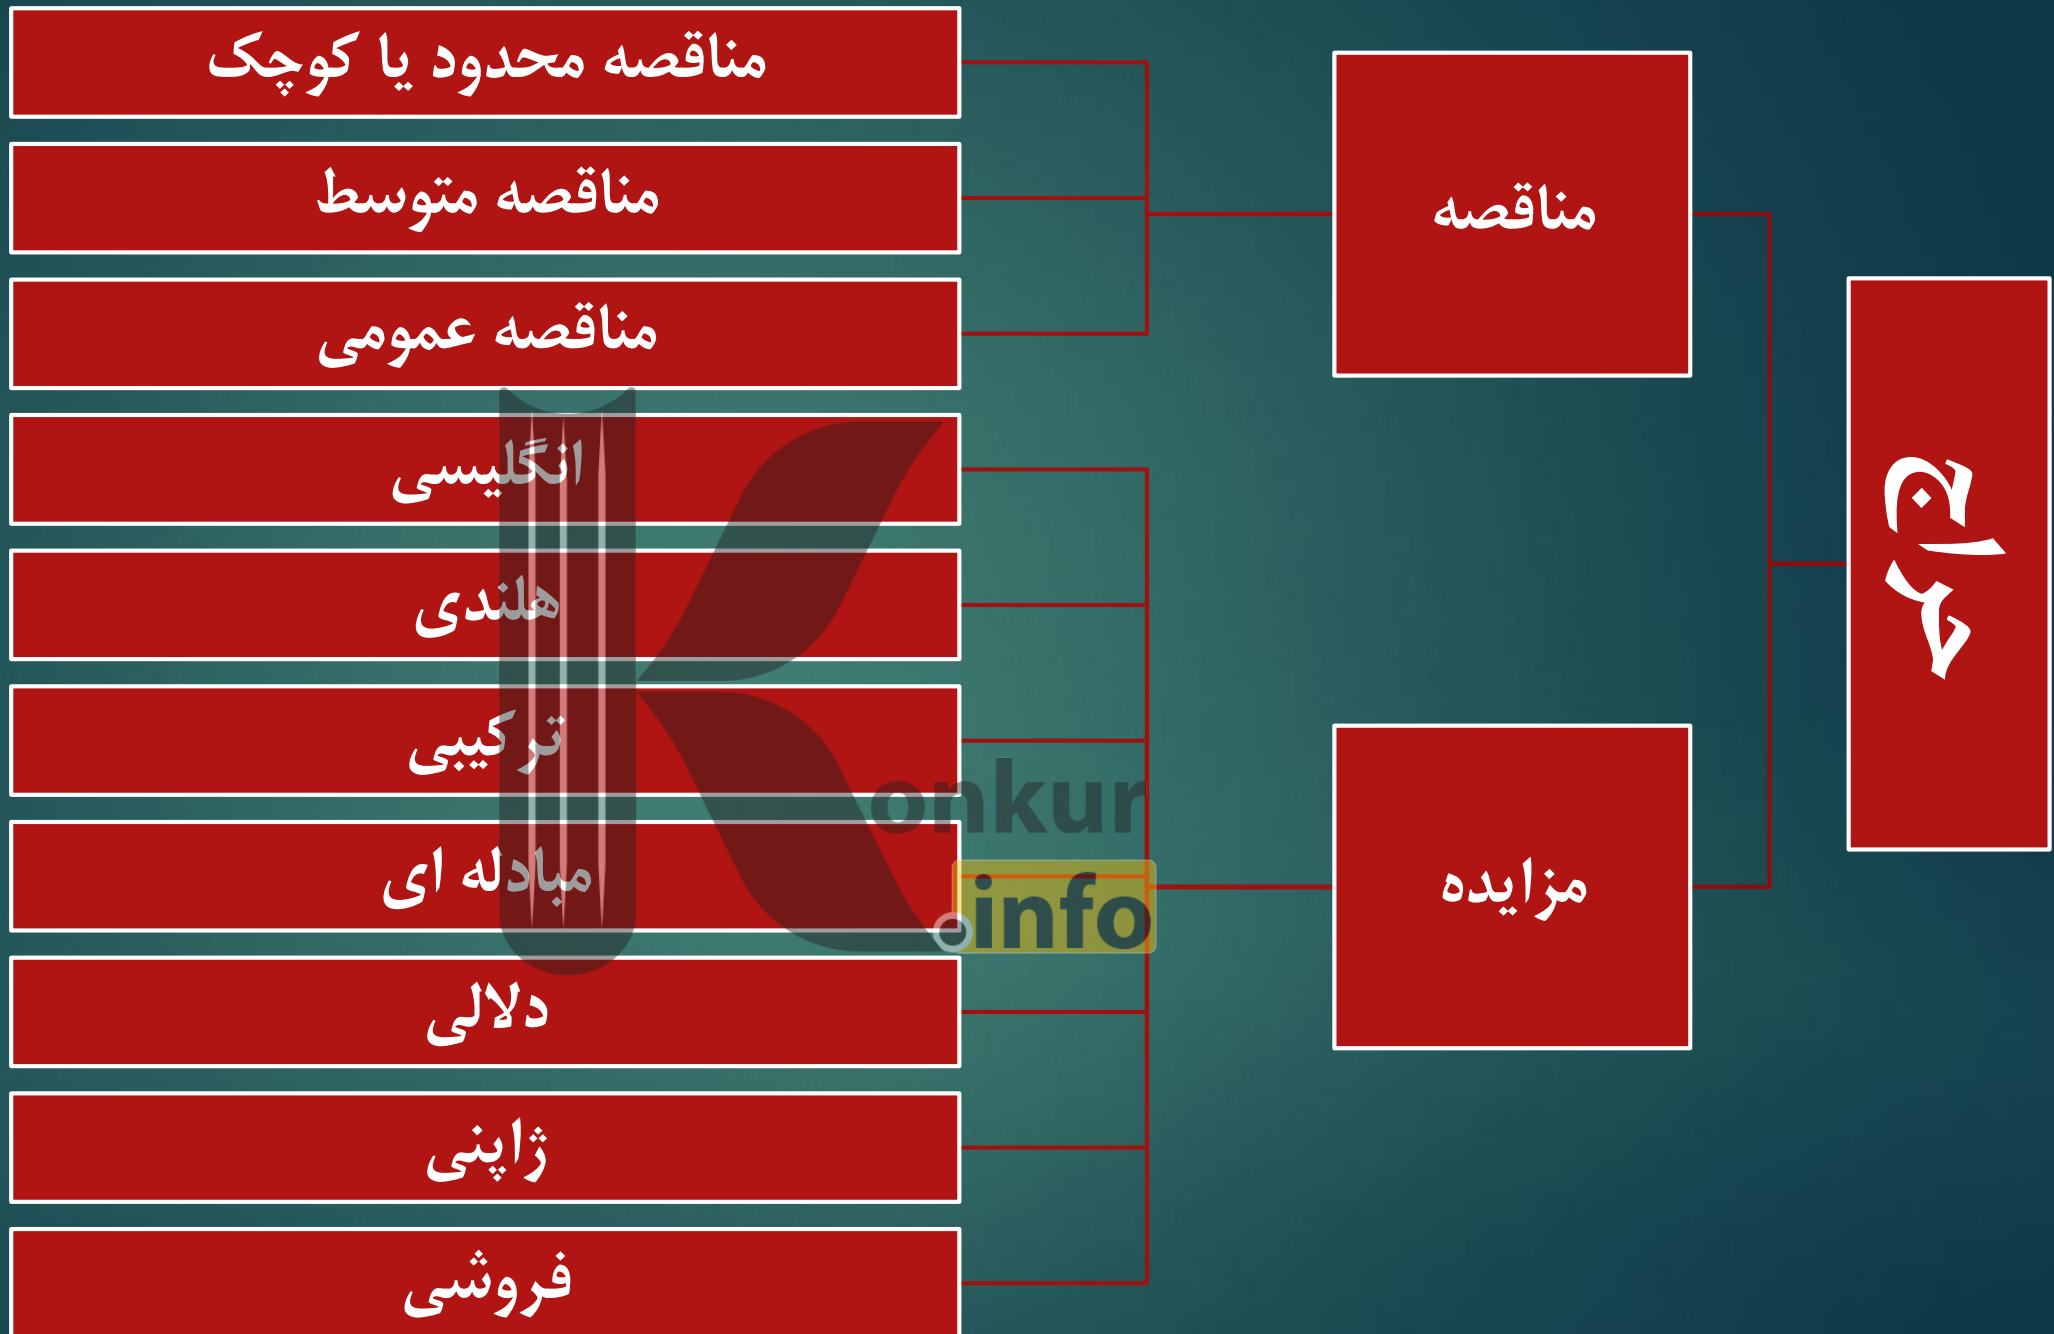 حراج
مناقصه
مناقصه محدود یا کوچک
مناقصه متوسط
مناقصه عمومی
مزایده
انگلیسی
هلندی
ترکیبی
مبادله ای
دلالی
ژاپنی
فروشی
Konkur
.info